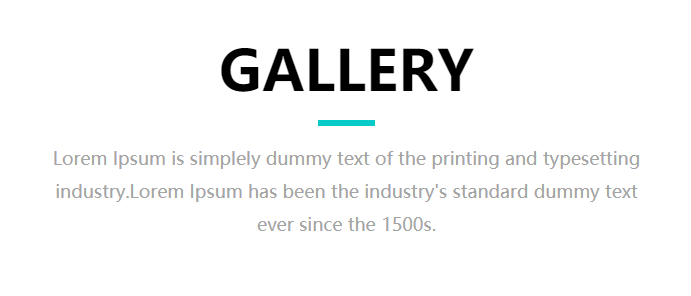 GALLERY
Lorem Ipsum is simplely dummy text of the printing and typesetting
industry.Lorem Ipsum has been the industry's standard dummy text
ever since the 1500s.